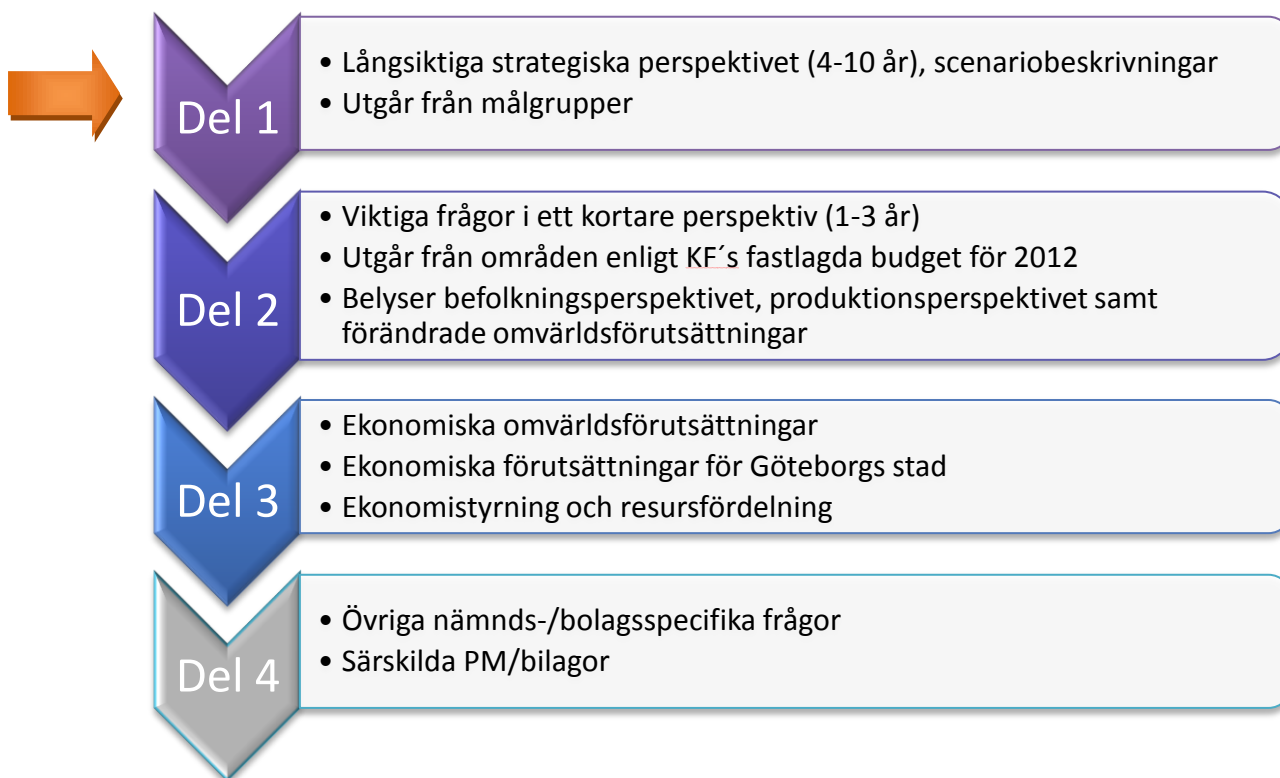 Del 1
• Långsiktiga strategiska perspektivet (4-10 år), scenariobeskrivningar
• Utgår från målgrupper
Del 2
• Viktiga frågor i ett kortare perspektiv (1-3 år)
• Utgår från områden enligt KF´s fastlagda budget för 2012
• Belyser befolkningsperspektivet, produktionsperspektivet samt
förändrade omvärldsförutsättningar
Del 3
• Ekonomiska omvärldsförutsättningar
• Ekonomiska förutsättningar för Göteborgs stad
• Ekonomistyrning och resursfördelning
Del 4
• Övriga nämnds-/bolagsspecifika frågor
• Särskilda PM/bilagor